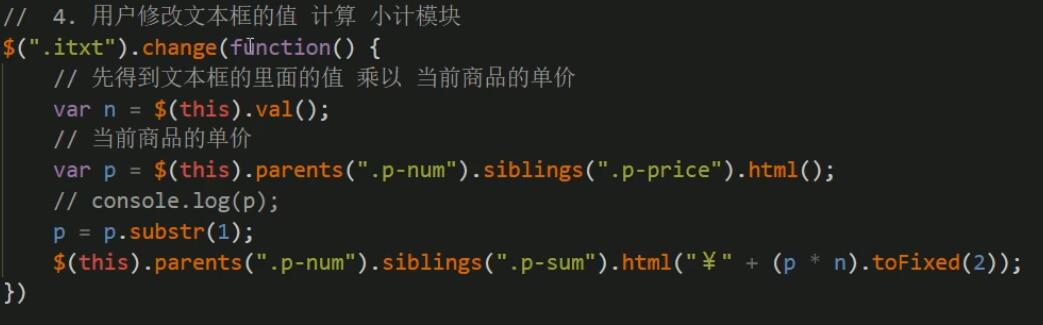 //  4. 用户修改文本框的值 计算 小计模块
$(".itxt").change(function() {
    // 先得到文本框的里面的值 乘以 当前商品的单价
    var n = $(this).val();
    // 当前商品的单价
    var p = $(this).parents(".p-num").siblings(".p-price").html();
    // console.log(p);
    p = p.substr(1);
    $(this).parents(".p-num").siblings(".p-sum").html("￥" + (p * n).toFixed(2));
})